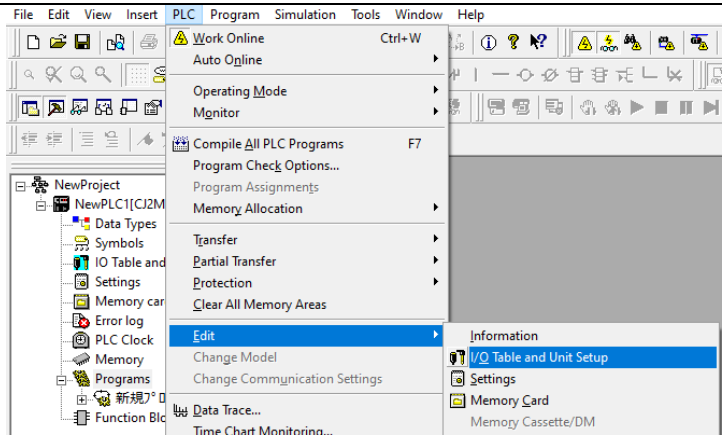 File Edit View Insert PLC Program Simulation Tools Window Help
Work Online Ctrl+W
Auto Online
Operating Mode
Monitor
Compile All PLC Programs F7
Program Check Options...
Program Assignments
Memory Allocation
Transfer
Partial Transfer
Protection
Clear All Memory Areas
Edit
Change Model
Change Communication Settings
Data Trace...
Time Chart Monitoring...
NewProject
NewPLC1[CJ2M
Data Types
Symbols
IO Table and
Settings
Memory car
Error log
PLC Clock
Memory
Programs
新規プロ
Function Blo
Information
I/O Table and Unit Setup
Settings
Memory Card
Memory Cassette/DM